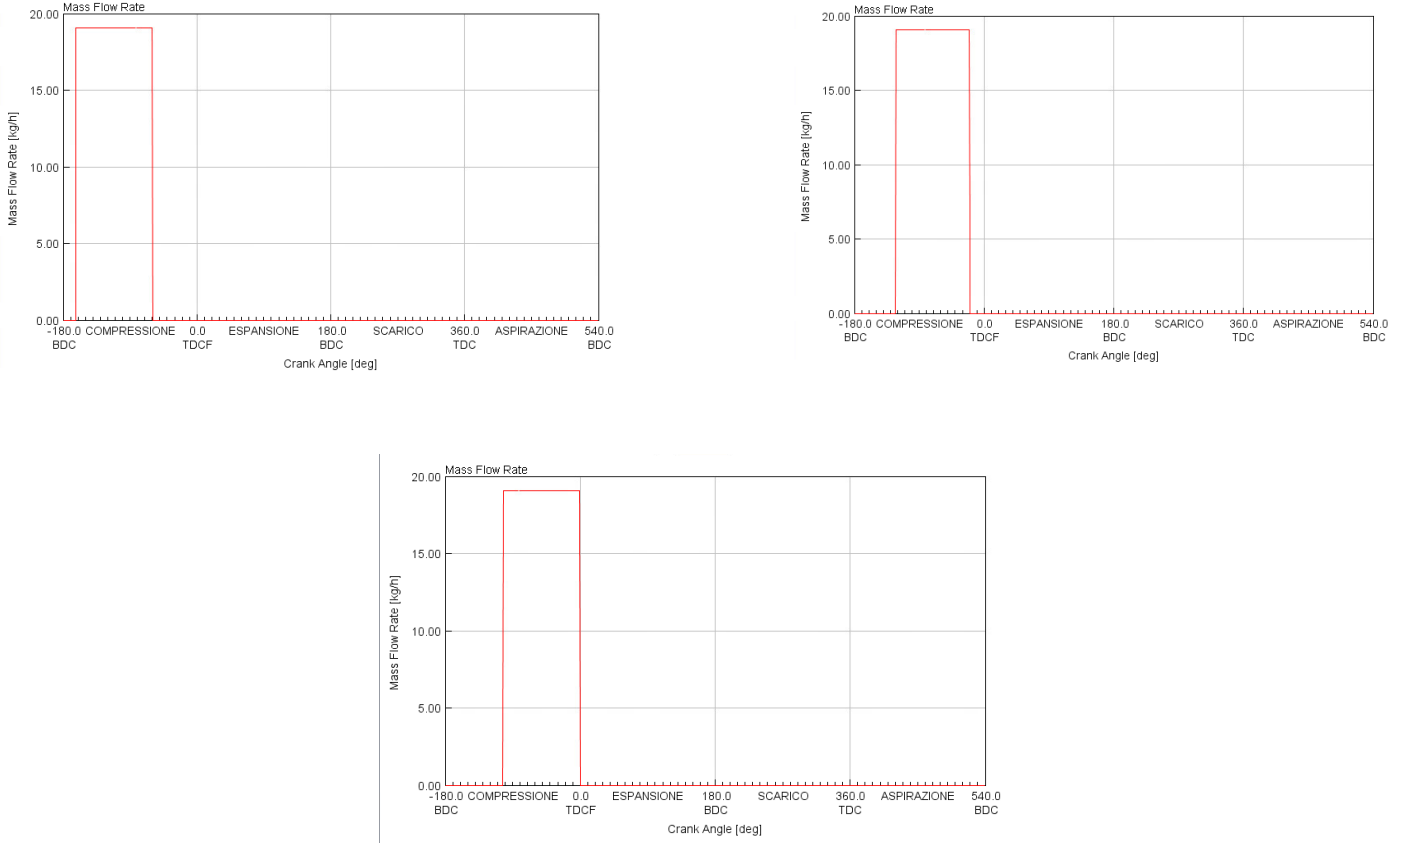 Mass Flow Rate
20.00
15.00
10.00
5.00
0.00
Mass Flow Rate [kg/h]
-180.0 COMPRESSIONE 0.0 ESPANSIONE 180.0 SCARICO 360.0 ASPIRAZIONE 540.0
BDC TDCF BDC TDC BDC
Crank Angle [deg]
Mass Flow Rate
20.00
15.00
10.00
5.00
0.00
Mass Flow Rate [kg/h]
-180.0 COMPRESSIONE 0.0 ESPANSIONE 180.0 SCARICO 360.0 ASPIRAZIONE 540.0
BDC TDCF BDC TDC BDC
Crank Angle [deg]
Mass Flow Rate
20.00
15.00
10.00
5.00
0.00
Mass Flow Rate [kg/h]
-180.0 COMPRESSIONE 0.0 ESPANSIONE 180.0 SCARICO 360.0 ASPIRAZIONE 540.0
BDC TDCF BDC TDC BDC
Crank Angle [deg]